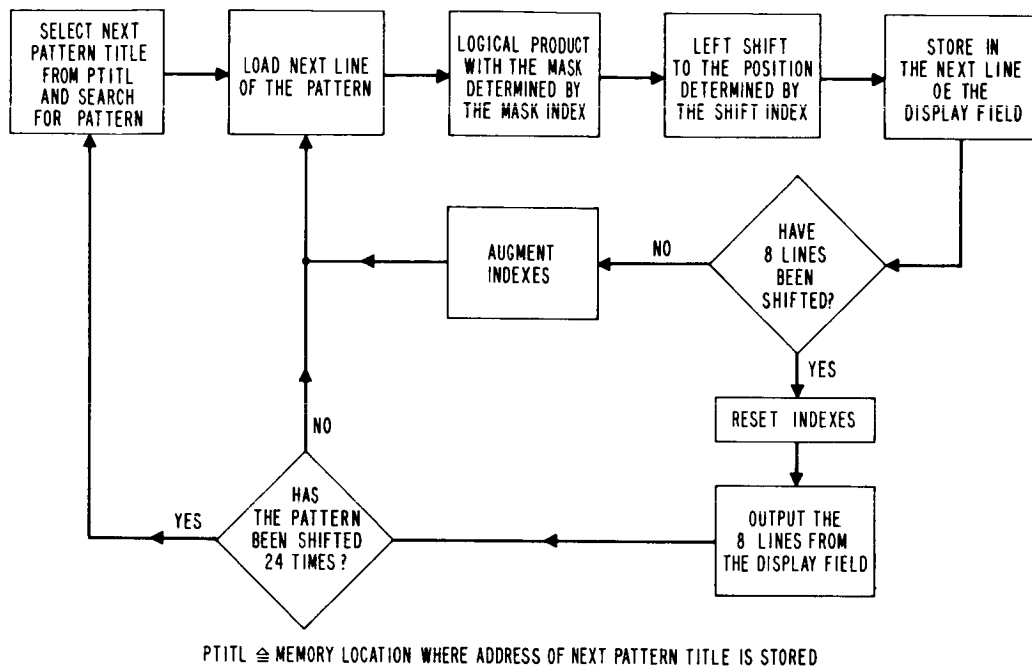 SELECT NEXT
PATTERN TITLE
FROM PTITL
AND SEARCH
FOR PATTERN
LOAD NEXT LINE
OF THE PATTERN
LOGICAL PRODUCT
WITH THE MASK
DETERMINED BY
THE MASK INDEX
LEFT SHIFT
TO THE POSITION
DETERMINED BY
THE SHIFT INDEX
STORE IN
THE NEXT LINE
OE THE
DISPLAY FIELD
HAVE
8 LINES
BEEN
SHIFTED?
NO
AUGMENT
INDEXES
YES
RESET INDEXES
OUTPUT THE
8 LINES FROM
THE DISPLAY FIELD
HAS
THE PATTERN
BEEN SHIFTED
24 TIMES?
NO
YES
PTITL ≙ MEMORY LOCATION WHERE ADDRESS OF NEXT PATTERN TITLE IS STORED